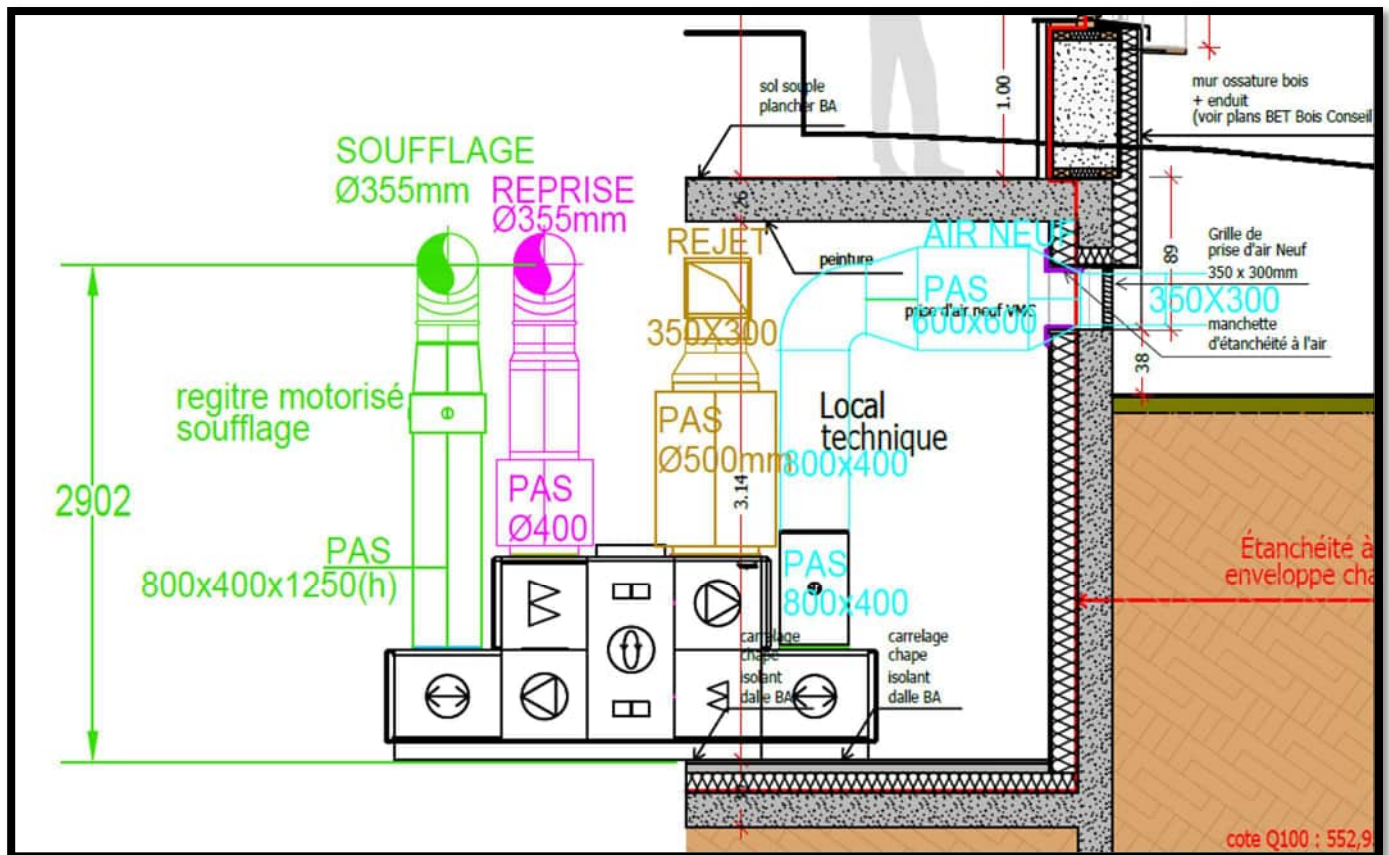 sol souple
plancher BA
1.00
mur ossature bois
+ enduit
(voir plans BET Bois Conseil
SOUFFLAGE
Ø355mm
REPRISE
Ø355mm
26
REJET
peinture
AIR NEUF
89
Grille de
prise d'air Neuf
350 x 300mm
PAS
prise d'air neuf VMC
600x600
350X300
350X300
manchette
d'étanchéité à l'air
38
regitre motorisé
soufflage
PAS
Ø500mm
Local
technique
800x400
2902
PAS
Ø400
3.14
PAS
800x400x1250(h)
PAS
800x400
Étanchéité à
enveloppe cha
carrelage
chape
isolant
dalle BA
carrelage
chape
isolant
dalle BA
cote Q100 : 552,9